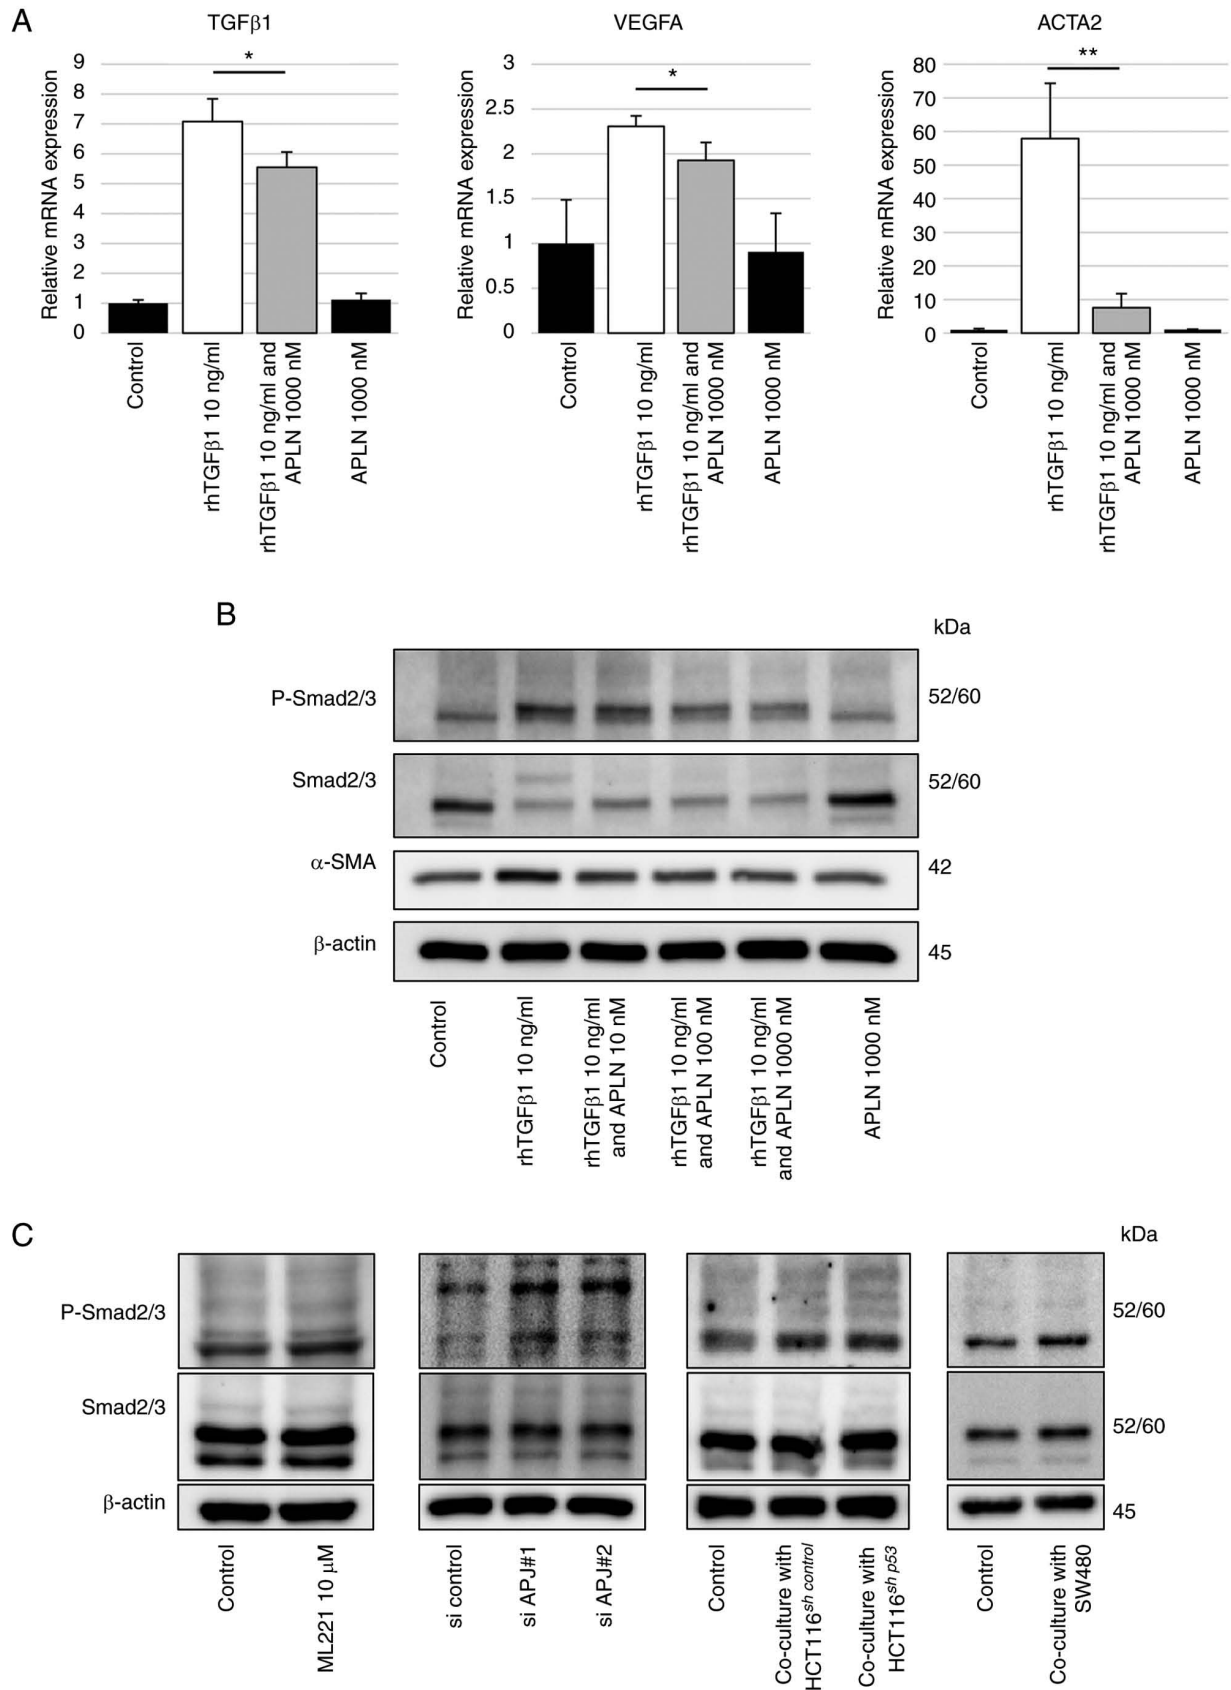 A
TGFβ1
Relative mRNA expression
9
8
7
6
5
4
3
2
1
0
*
Control
rhTGFβ1 10 ng/ml
rhTGFβ1 10 ng/ml and
APLN 1000 nM
APLN 1000 nM
VEGFA
Relative mRNA expression
3
2.5
2
1.5
1
0.5
0
*
Control
rhTGFβ1 10 ng/ml
rhTGFβ1 10 ng/ml and
APLN 1000 nM
APLN 1000 nM
ACTA2
Relative mRNA expression
80
70
60
50
40
30
20
10
0
**
Control
rhTGFβ1 10 ng/ml
rhTGFβ1 10 ng/ml and
APLN 1000 nM
APLN 1000 nM
B
kDa
P-Smad2/3
52/60
Smad2/3
52/60
α-SMA
42
β-actin
45
Control
rhTGFβ1 10 ng/ml
rhTGFβ1 10 ng/ml
and APLN 10 nM
rhTGFβ1 10 ng/ml
and APLN 100 nM
rhTGFβ1 10 ng/ml
and APLN 1000 nM
APLN 1000 nM
C
kDa
P-Smad2/3
52/60
Smad2/3
52/60
β-actin
45
Control
ML221 10 μM
si control
si APJ#1
si APJ#2
Control
Co-culture with
HCT116sh control
Co-culture with
HCT116sh p53
Control
Co-culture with
SW480